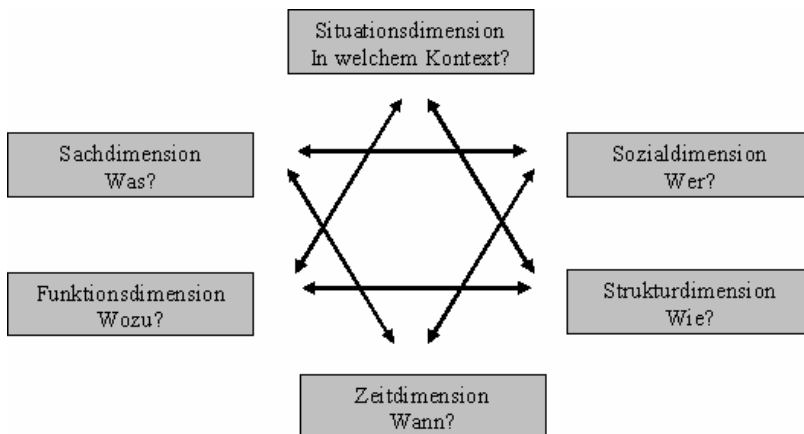 Situationsdimension
In welchem Kontext?
Sachdimension
Was?
Sozialdimension
Wer?
Funktionsdimension
Wozu?
Strukturdimension
Wie?
Zeitdimension
Wann?